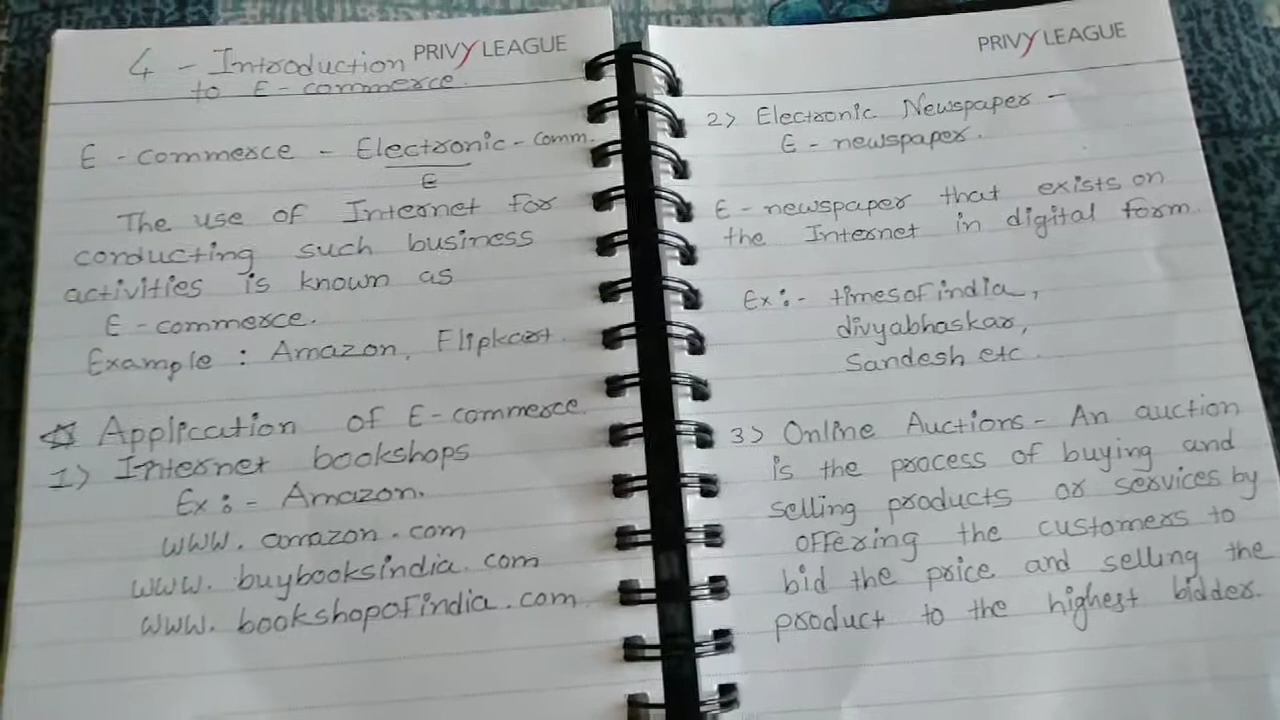 PRIVY LEAGUE
4 - Introduction
to E-commerce.
E-commerce - Electronic-comm.
E
The use of Internet for
conducting such business
activities is known as
E-commerce.
Example : Amazon, Flipkart.
☆ Application of E-commerce.
1) Internet bookshops
Ex:- Amazon.
www.amazon.com
www.buybooksindia.com
www.bookshopofindia.com
PRIVY LEAGUE
2) Electronic Newspaper -
E-newspaper.
E-newspaper that exists on
the Internet in digital form.
Ex:- timesofindia,
divyabhaskar,
Sandesh etc.
3) Online Auctions - An auction
is the process of buying and
selling products or services by
offering the customers to
bid the price and selling the
product to the highest bidder.